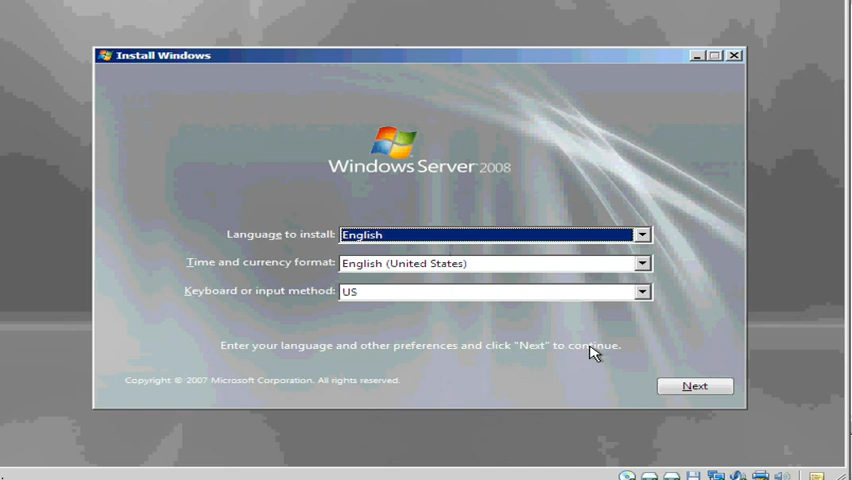 Install Windows
Windows Server 2008
Language to install: English
Time and currency format: English (United States)
Keyboard or input method: US
Enter your language and other preferences and click "Next" to continue.
Copyright © 2007 Microsoft Corporation. All rights reserved.
Next